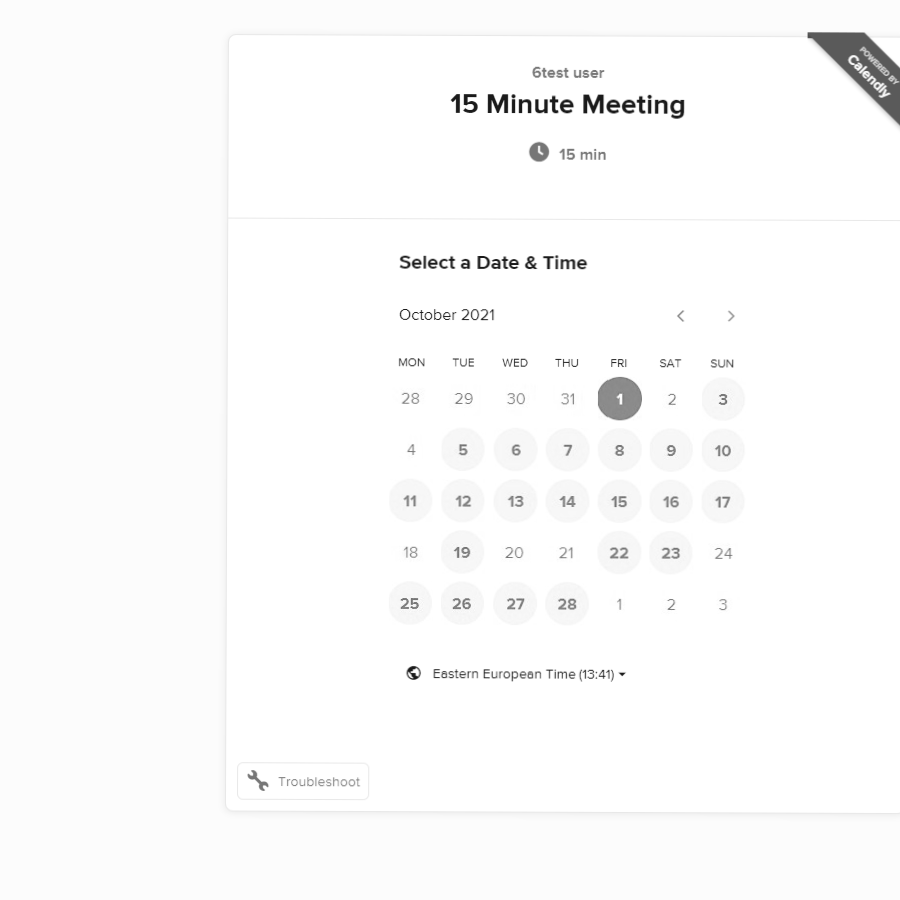 POWERED BY
Calendly
6test user
15 Minute Meeting
15 min
Select a Date & Time
October 2021
MON TUE WED THU FRI SAT SUN
28 29 30 31 1 2 3
4 5 6 7 8 9 10
11 12 13 14 15 16 17
18 19 20 21 22 23 24
25 26 27 28 1 2 3
Eastern European Time (13:41)
Troubleshoot